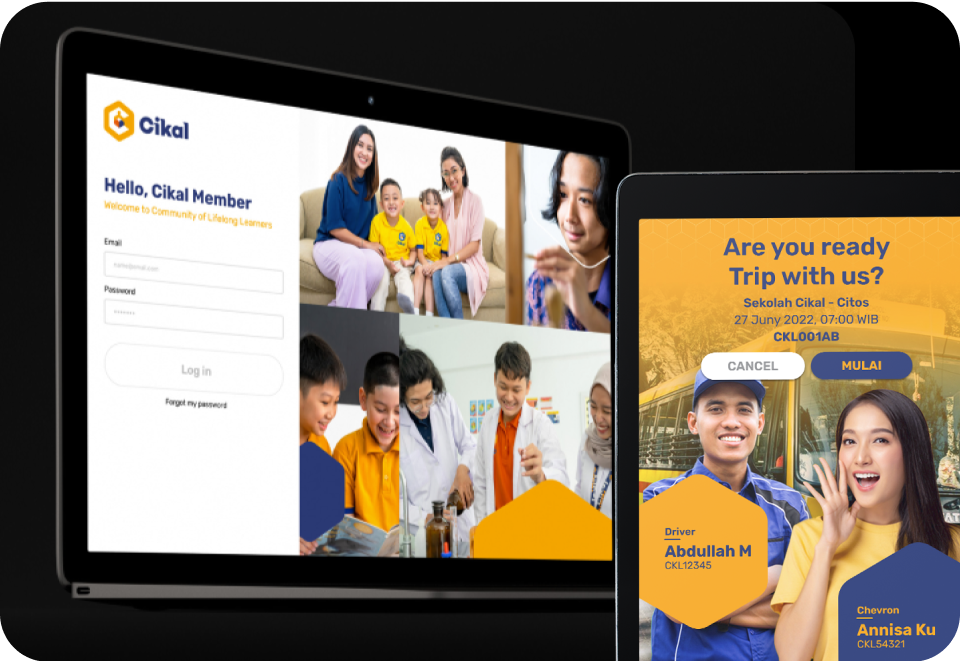 Cikal
Hello, Cikal Member
Welcome to Community of Lifelong Learners
Email
name@email.com
Password
Log in
Forgot my password
Are you ready
Trip with us?
Sekolah Cikal - Citos
27 Juny 2022, 07:00 WIB
CKL001AB
CANCEL
MULAI
Driver
Abdullah M
CKL12345
Chevron
Annisa Ku
CKL54321